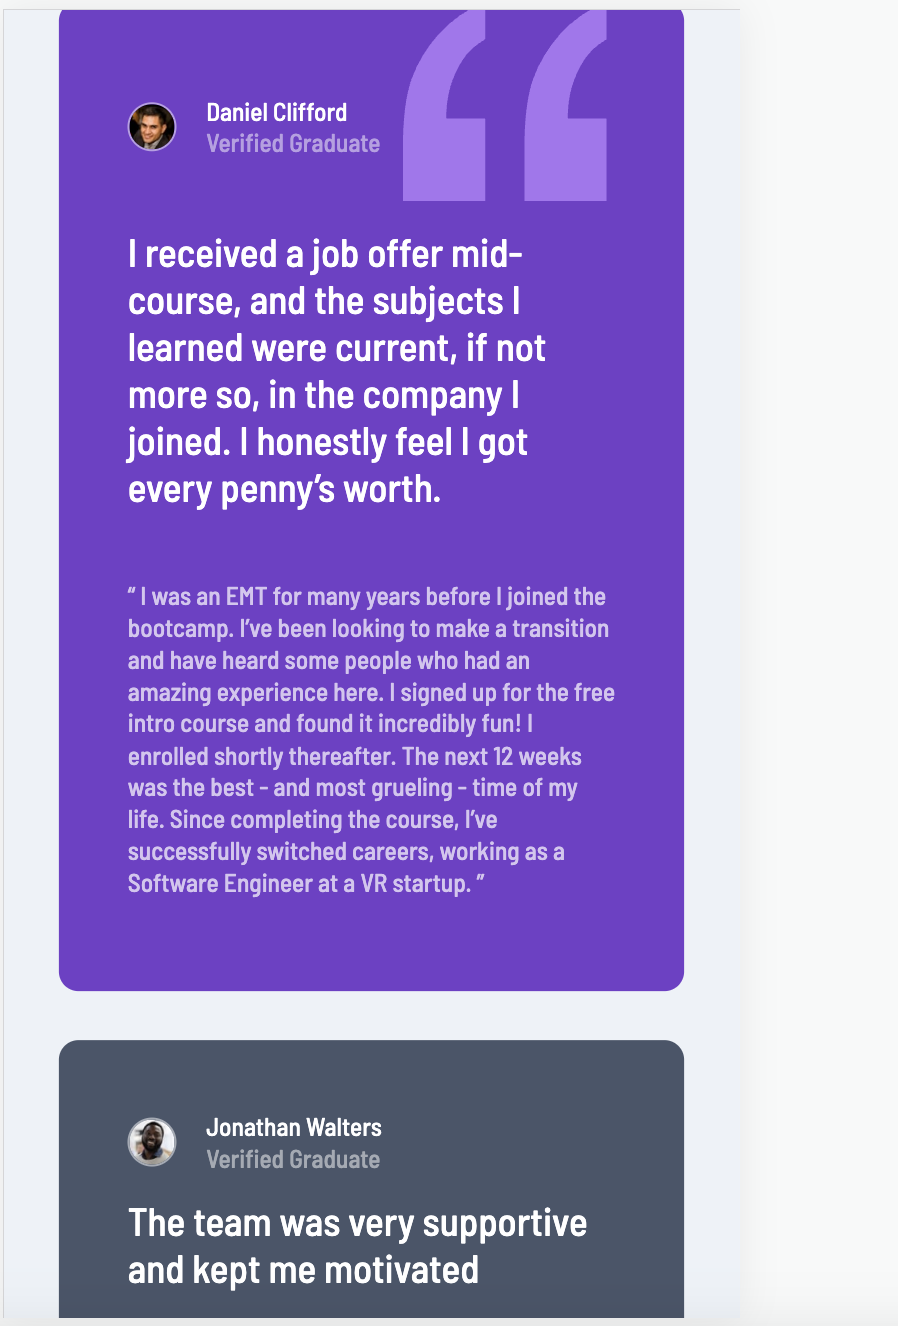 Daniel Clifford
Verified Graduate
I received a job offer mid-
course, and the subjects I
learned were current, if not
more so, in the company I
joined. I honestly feel I got
every penny’s worth.
“ I was an EMT for many years before I joined the
bootcamp. I’ve been looking to make a transition
and have heard some people who had an
amazing experience here. I signed up for the free
intro course and found it incredibly fun! I
enrolled shortly thereafter. The next 12 weeks
was the best - and most grueling - time of my
life. Since completing the course, I’ve
successfully switched careers, working as a
Software Engineer at a VR startup. ”
Jonathan Walters
Verified Graduate
The team was very supportive
and kept me motivated